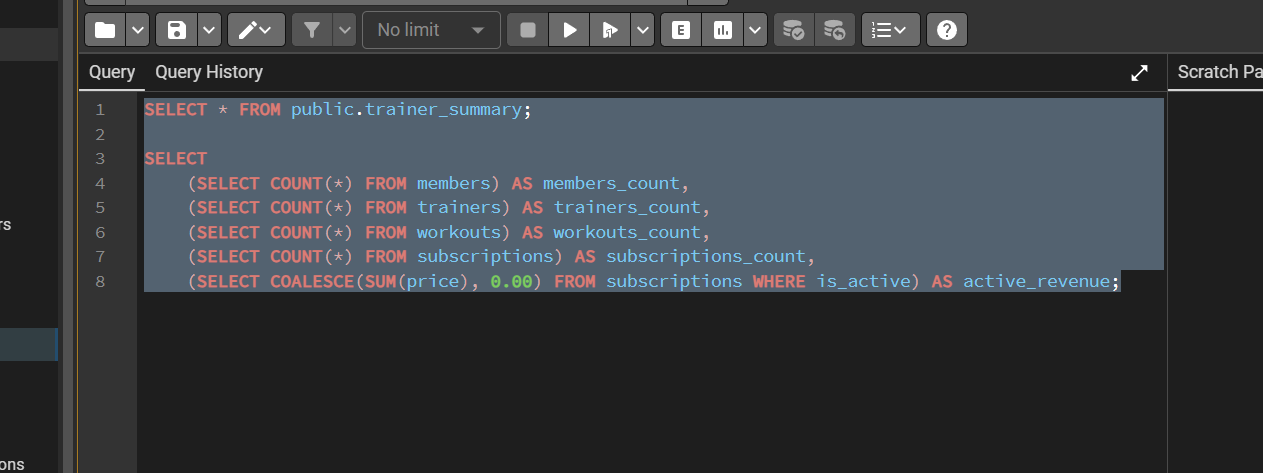 No limit
E
Query
Query History
Scratch Pa
1 SELECT * FROM public.trainer_summary;
2
3 SELECT
4     (SELECT COUNT(*) FROM members) AS members_count,
5     (SELECT COUNT(*) FROM trainers) AS trainers_count,
6     (SELECT COUNT(*) FROM workouts) AS workouts_count,
7     (SELECT COUNT(*) FROM subscriptions) AS subscriptions_count,
8     (SELECT COALESCE(SUM(price), 0.00) FROM subscriptions WHERE is_active) AS active_revenue;
rs
ons